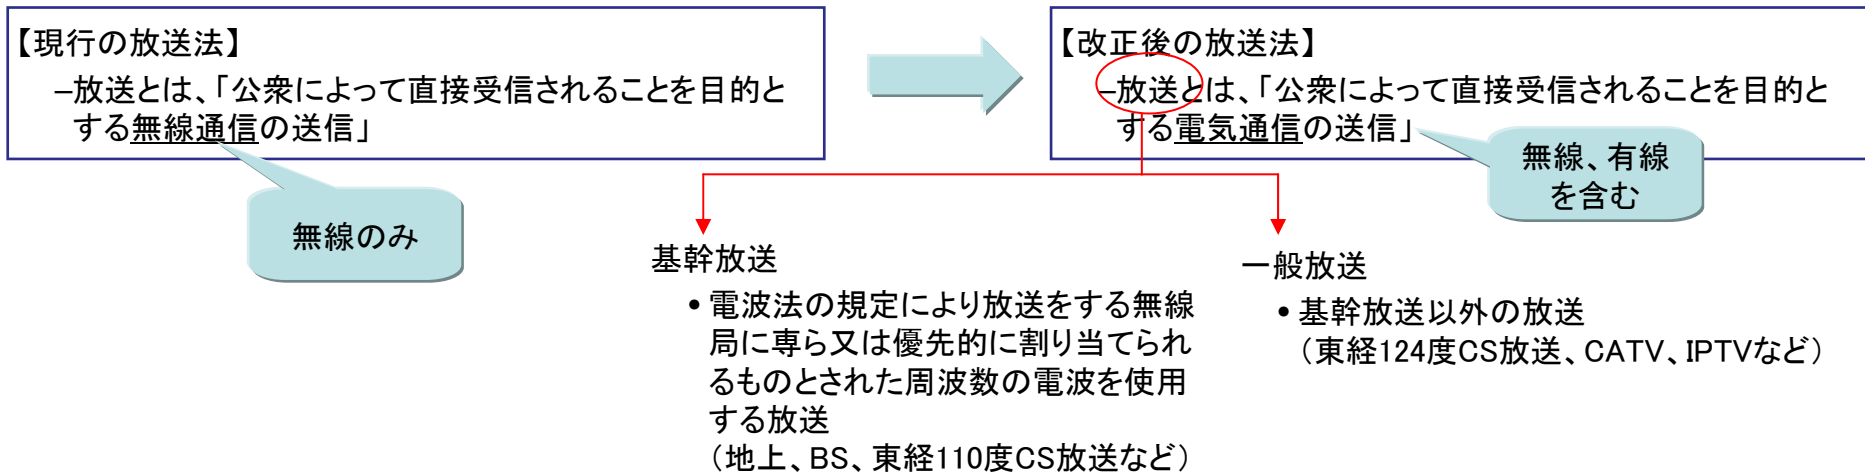 【現行の放送法】
–放送とは、「公衆によって直接受信されることを目的と
する無線通信の送信」
無線のみ
【改正後の放送法】
–放送とは、「公衆によって直接受信されることを目的と
する電気通信の送信」
無線、有線
を含む
基幹放送
• 電波法の規定により放送をする無線
局に専ら又は優先的に割り当てられ
るものとされた周波数の電波を使用
する放送
（地上、BS、東経110度CS放送など）
一般放送
• 基幹放送以外の放送
（東経124度CS放送、CATV、IPTVなど）